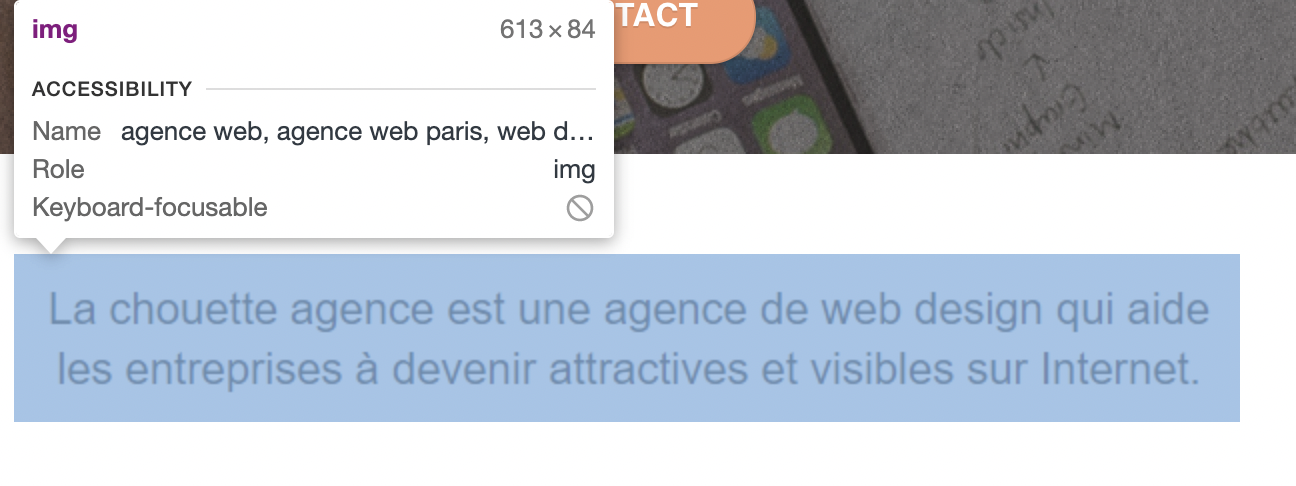 TACT
img 613 × 84
ACCESSIBILITY
Name agence web, agence web paris, web d...
Role img
Keyboard-focusable
La chouette agence est une agence de web design qui aide
les entreprises à devenir attractives et visibles sur Internet.